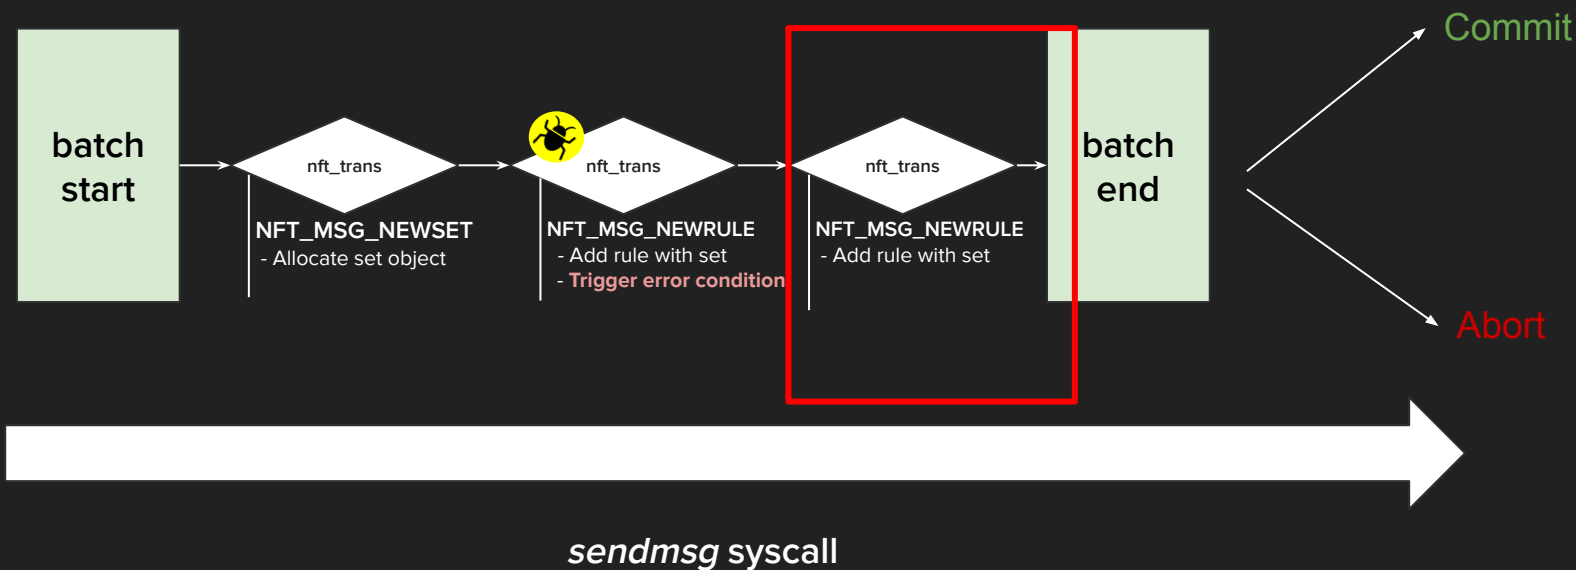 batch
start
nft_trans
NFT_MSG_NEWSET
- Allocate set object
nft_trans
NFT_MSG_NEWRULE
- Add rule with set
- Trigger error condition
nft_trans
NFT_MSG_NEWRULE
- Add rule with set
batch
end
Commit
Abort
sendmsg syscall